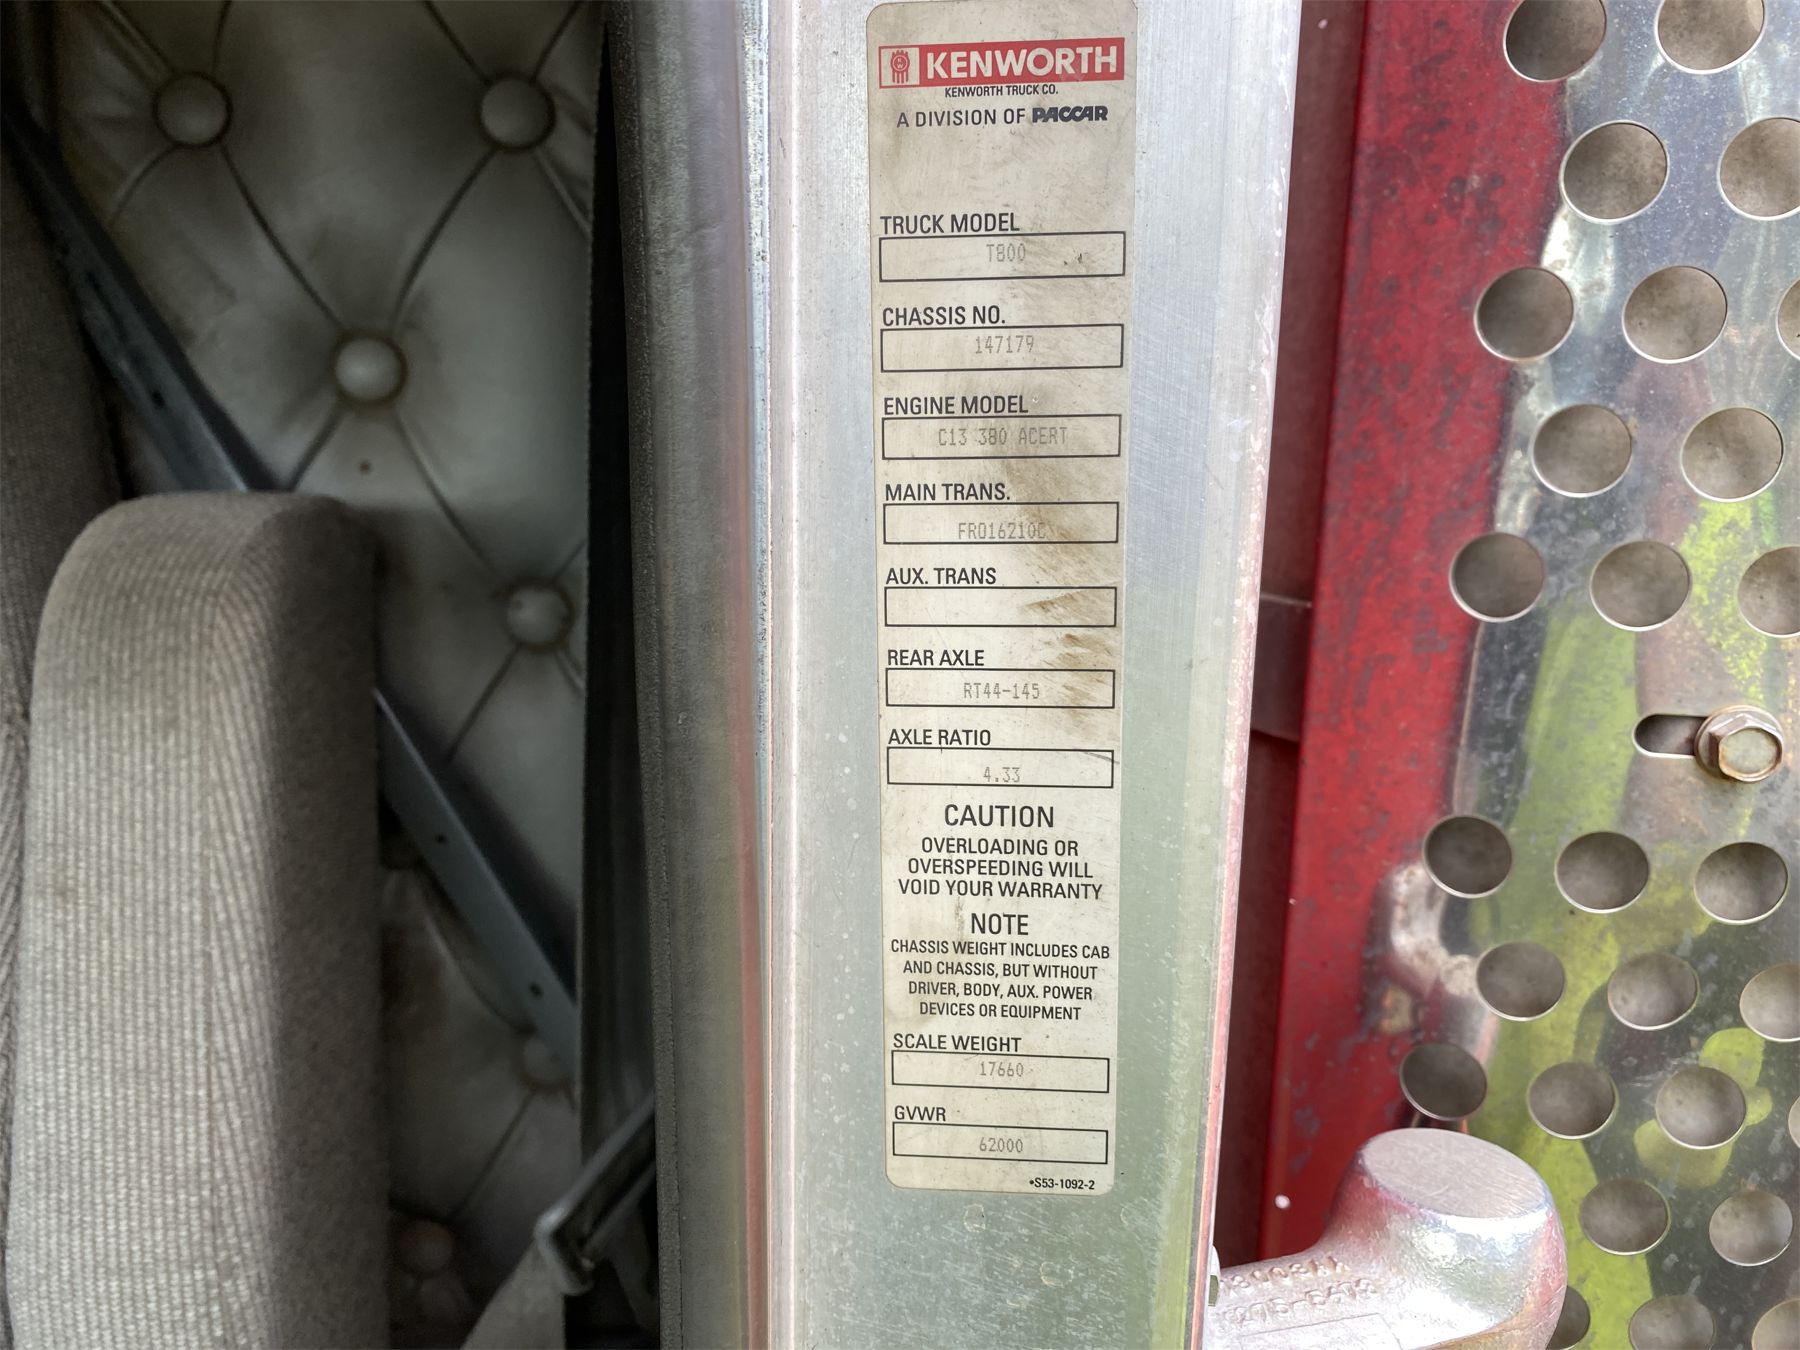 KENWORTH
KENWORTH TRUCK CO.
A DIVISION OF PACCAR
TRUCK MODEL
T800
CHASSIS NO.
147179
ENGINE MODEL
C13 380 ACERT
MAIN TRANS.
FRO16210C
AUX. TRANS
REAR AXLE
RT44-145
AXLE RATIO
4.33
CAUTION
OVERLOADING OR
OVERSPEEDING WILL
VOID YOUR WARRANTY
NOTE
CHASSIS WEIGHT INCLUDES CAB
AND CHASSIS, BUT WITHOUT
DRIVER, BODY, AUX. POWER
DEVICES OR EQUIPMENT
SCALE WEIGHT
17660
GVWR
62000
•S53-1092-2